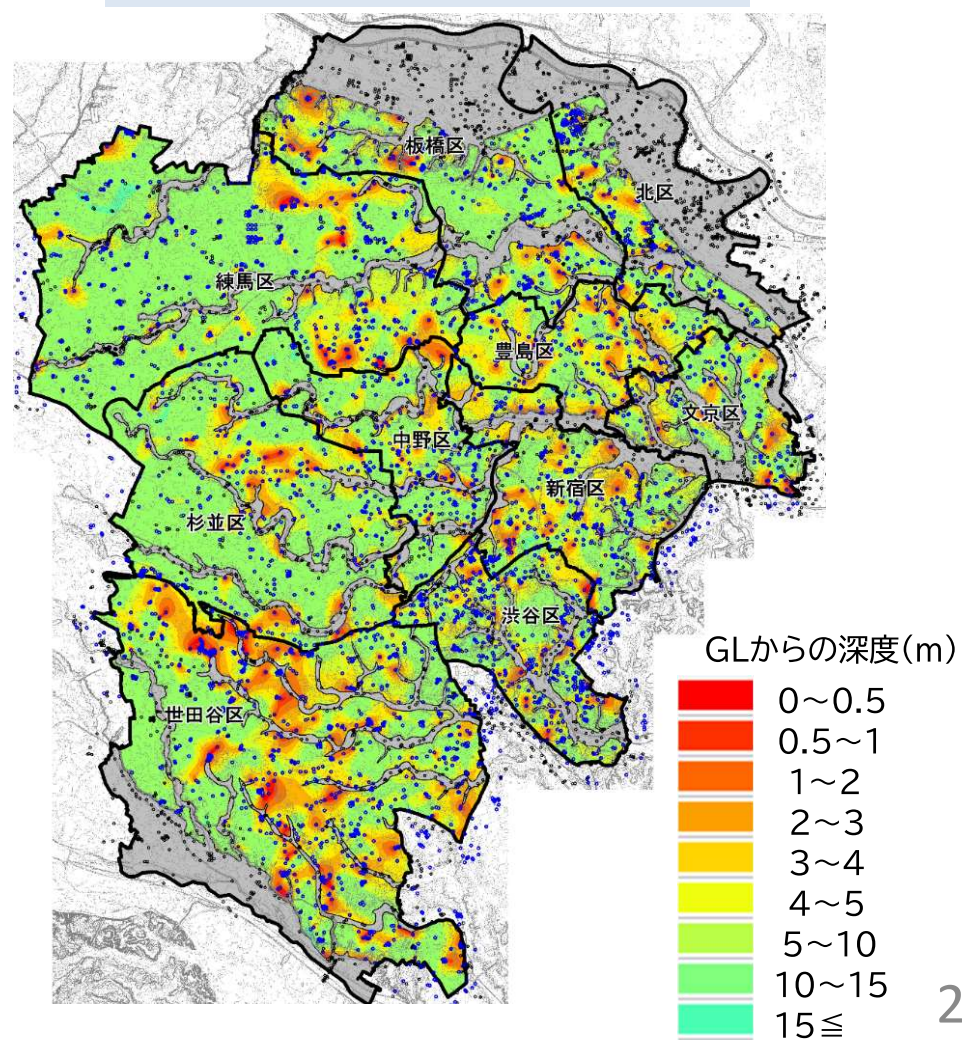 板橋区
北区
練馬区
豊島区
文京区
中野区
新宿区
杉並区
渋谷区
世田谷区
GLからの深度(m)
0～0.5
0.5～1
1～2
2～3
3～4
4～5
5～10
10～15
15≦
2